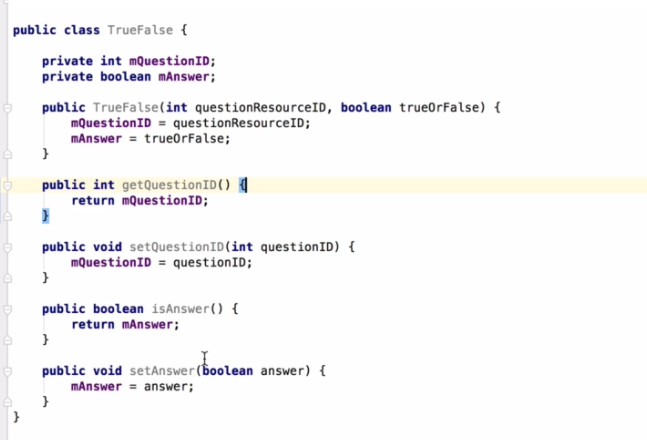 public class TrueFalse {
private int mQuestionID;
private boolean mAnswer;
public TrueFalse(int questionResourceID, boolean trueOrFalse) {
mQuestionID = questionResourceID;
mAnswer = trueOrFalse;
}
public int getQuestionID() {
return mQuestionID;
}
public void setQuestionID(int questionID) {
mQuestionID = questionID;
}
public boolean isAnswer() {
return mAnswer;
}
public void setAnswer(boolean answer) {
mAnswer = answer;
}
}